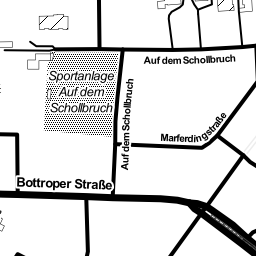 Auf dem Schollbruch
Sportanlage
Auf dem
Schollbruch
Auf dem Schollbruch
Marferdingstraße
Bottroper Straße